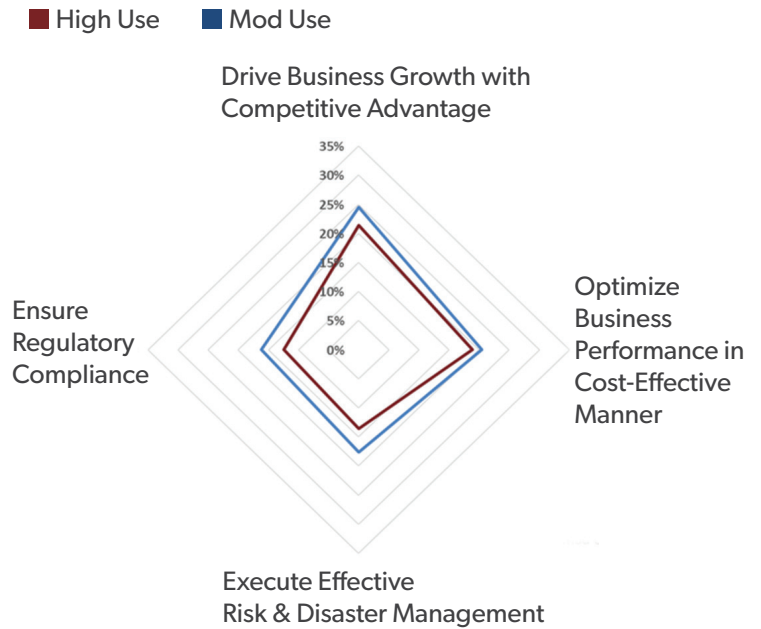 High Use Mod Use
Drive Business Growth with
Competitive Advantage
35%
30%
25%
20%
15%
10%
5%
0%
Ensure
Regulatory
Compliance
Optimize
Business
Performance in
Cost-Effective
Manner
Execute Effective
Risk & Disaster Management